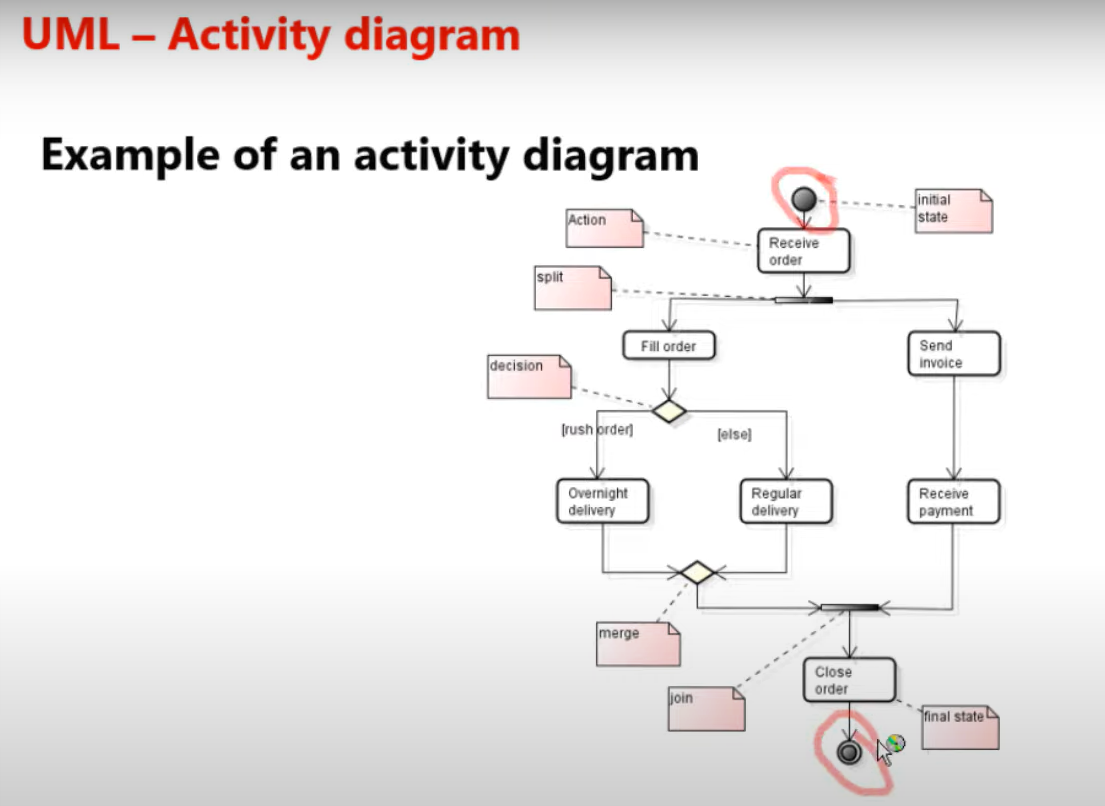 UML – Activity diagram
Example of an activity diagram
initial
state
Action
Receive
order
split
Fill order
Send
invoice
decision
[rush order]
[else]
Overnight
delivery
Regular
delivery
Receive
payment
merge
join
Close
order
final state